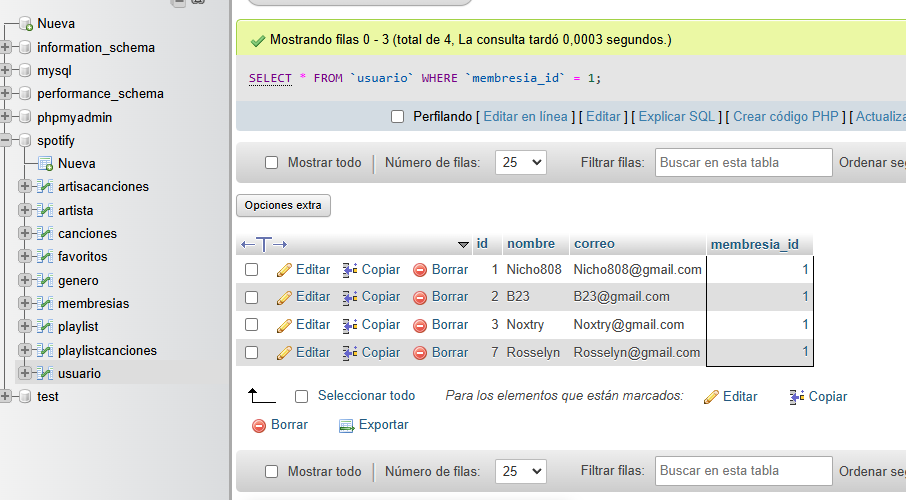 Nueva
information_schema
mysql
performance_schema
phpmyadmin
spotify
Nueva
artisacanciones
artista
canciones
favoritos
genero
membresias
playlist
playlistcanciones
usuario
test
Mostrando filas 0 - 3 (total de 4, La consulta tardó 0,0003 segundos.)
SELECT * FROM `usuario` WHERE `membresia_id` = 1;
Perfilando [ Editar en línea ] [ Editar ] [ Explicar SQL ] [ Crear código PHP ] [ Actualiza
Mostrar todo Número de filas: 25 Filtrar filas: Buscar en esta tabla Ordenar seg
Opciones extra
id nombre correo membresia_id
Editar Copiar Borrar 1 Nicho808 Nicho808@gmail.com 1
Editar Copiar Borrar 2 B23 B23@gmail.com 1
Editar Copiar Borrar 3 Noxtry Noxtry@gmail.com 1
Editar Copiar Borrar 7 Rosselyn Rosselyn@gmail.com 1
Seleccionar todo Para los elementos que están marcados: Editar Copiar
Borrar Exportar
Mostrar todo Número de filas: 25 Filtrar filas: Buscar en esta tabla Ordenar seg